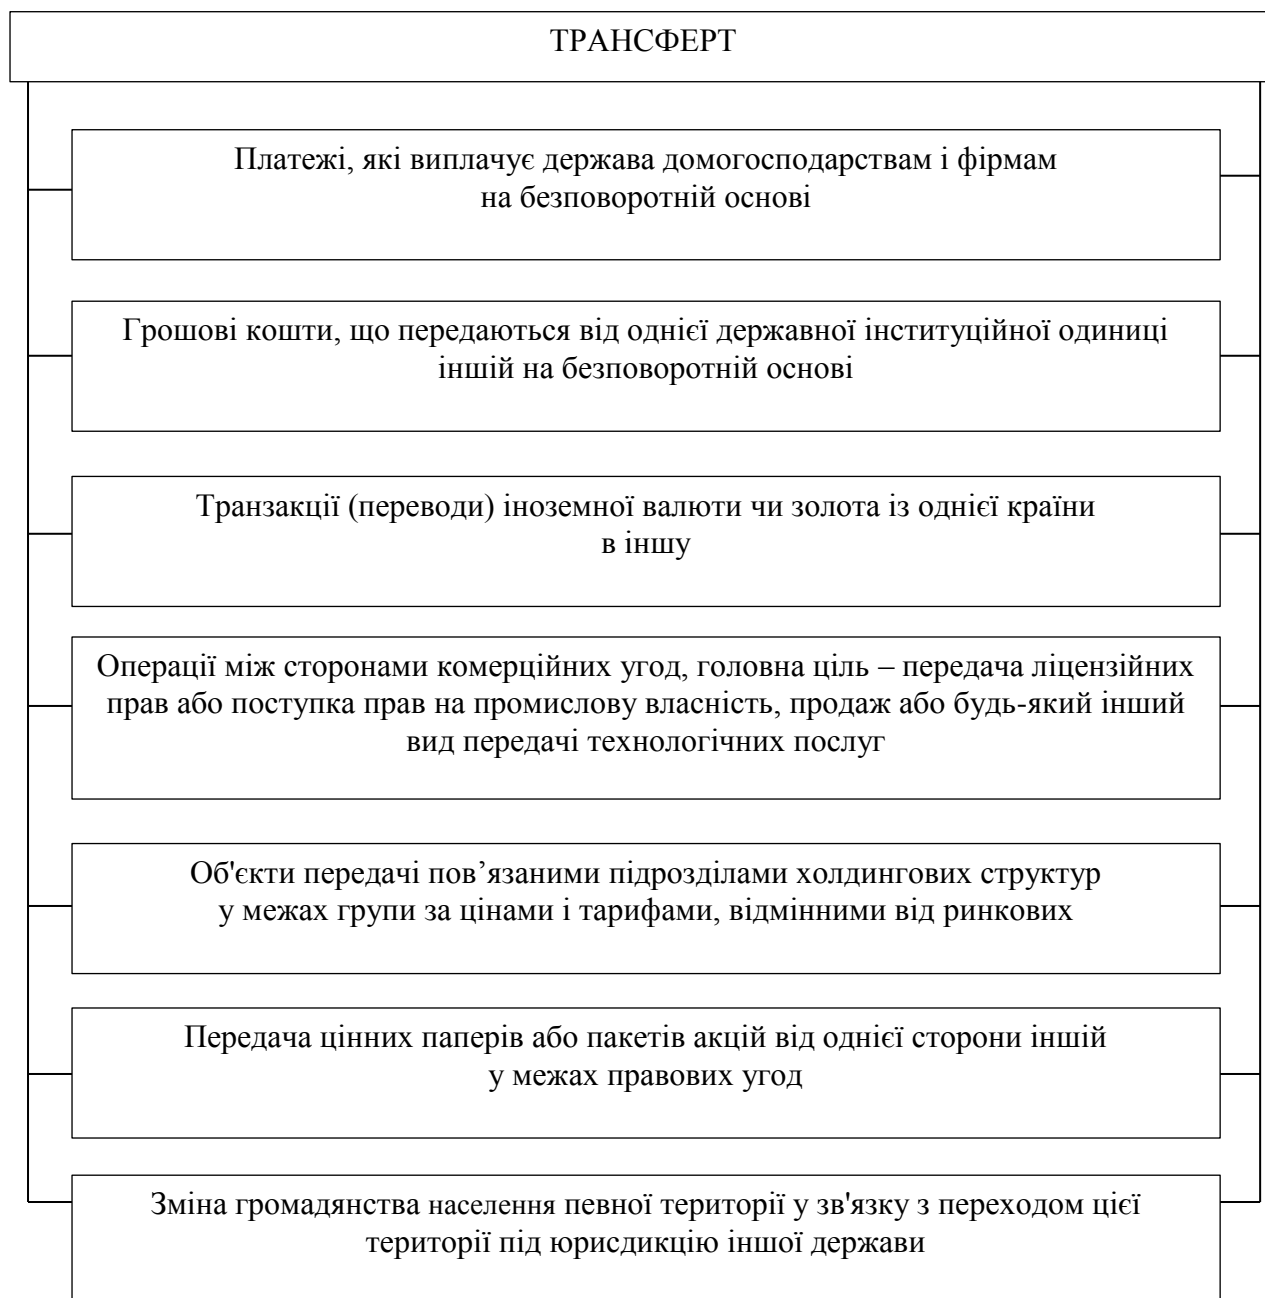 ТРАНСФЕРТ
Платежі, які виплачує держава домогосподарствам і фірмам
на безповоротній основі
Грошові кошти, що передаються від однієї державної інституційної одиниці
іншій на безповоротній основі
Транзакції (переводи) іноземної валюти чи золота із однієї країни
в іншу
Операції між сторонами комерційних угод, головна ціль – передача ліцензійних
прав або поступка прав на промислову власність, продаж або будь-який інший
вид передачі технологічних послуг
Об'єкти передачі пов’язаними підрозділами холдингових структур
у межах групи за цінами і тарифами, відмінними від ринкових
Передача цінних паперів або пакетів акцій від однієї сторони іншій
у межах правових угод
Зміна громадянства населення певної території у зв'язку з переходом цієї
території під юрисдикцію іншої держави